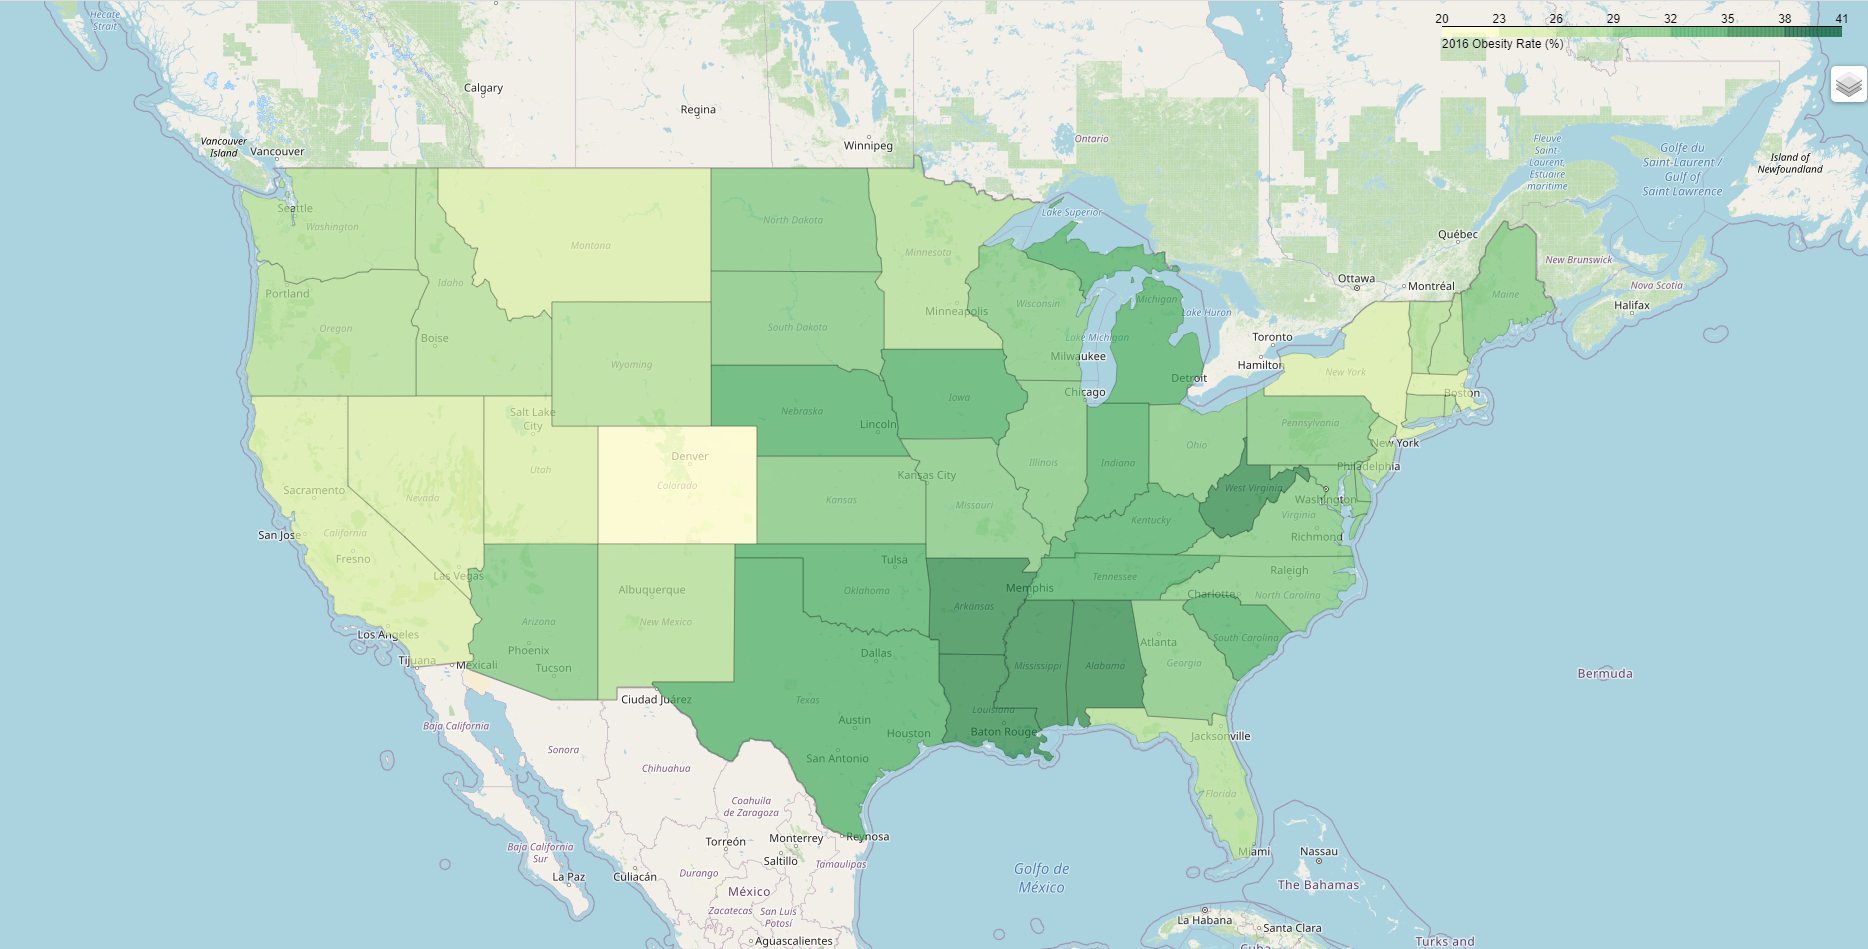 Hecate
Strait
20 23 26 29 32 35 38 41
2016 Obesity Rate (%)
Calgary
Regina
Winnipeg
Ontario
Vancouver
Island
Vancouver
Fleuve
Saint-
Laurent,
Estuaire
maritime
Golfe du
Saint-Laurent /
Gulf of
Saint Lawrence
Island of
Newfoundland
Seattle
Washington
North Dakota
Lake Superior
Québec
Montana
Minnesota
New Brunswick
Ottawa
Montréal
Nova Scotia
Halifax
Idaho
Portland
Maine
Michigan
Wisconsin
Minneapolis
Lake Huron
Oregon
Boise
South Dakota
Lake Michigan
Toronto
Milwaukee
Hamilton
Wyoming
New York
Detroit
Chicago
Boston
Iowa
Salt Lake
City
Nebraska
Lincoln
Pennsylvania
New York
Ohio
Denver
Colorado
Utah
Kansas City
Illinois
Indiana
Philadelphia
Sacramento
Nevada
Kansas
Missouri
West Virginia
Washington
Virginia
Kentucky
San Jose
California
Richmond
Fresno
Tulsa
Las Vegas
Albuquerque
Oklahoma
Memphis
Tennessee
Raleigh
Charlotte
North Carolina
Arkansas
Arizona
New Mexico
Los Angeles
Phoenix
Dallas
Atlanta
South Carolina
Tijuana
Mexicali
Tucson
Mississippi
Alabama
Georgia
Bermuda
Ciudad Juárez
Texas
Louisiana
Baja California
Austin
Houston
Baton Rouge
Jacksonville
Sonora
San Antonio
Chihuahua
Florida
Coahuila
de Zaragoza
Torreón
Monterrey
Reynosa
Baja California
Sur
Saltillo
Tamaulipas
Miami
Nassau
La Paz
Culiacán
Durango
México
Golfo de
México
The Bahamas
Zacatecas
San Luis
Potosí
La Habana
Santa Clara
Aguascalientes
Cuba
Turks and